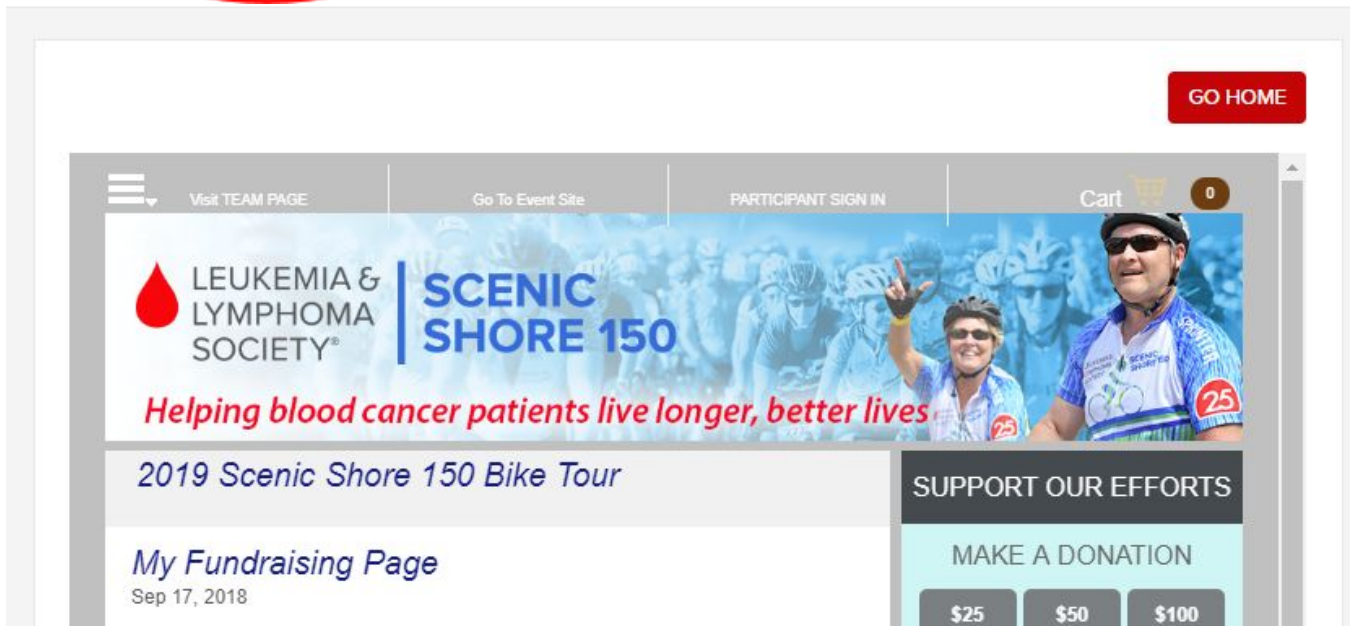 GO HOME
Visit TEAM PAGE
Go To Event Site
PARTICIPANT SIGN IN
Cart
0
LEUKEMIA &
LYMPHOMA
SOCIETY®
SCENIC
SHORE 150
Helping blood cancer patients live longer, better lives
25
25
2019 Scenic Shore 150 Bike Tour
My Fundraising Page
Sep 17, 2018
SUPPORT OUR EFFORTS
MAKE A DONATION
$25
$50
$100